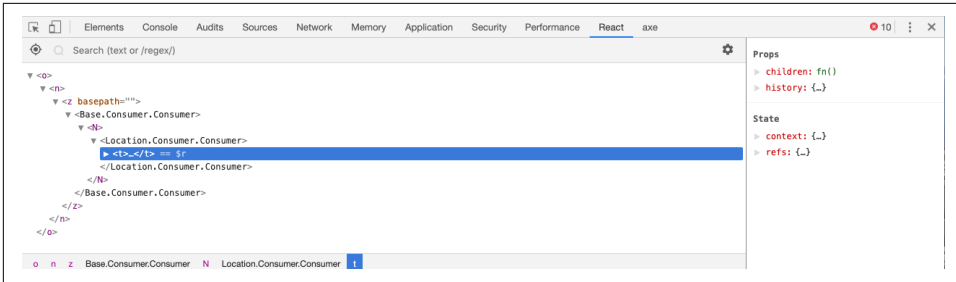 Elements Console Audits Sources Network Memory Application Security Performance React axe 10
Search (text or /regex/)
<o>
<n>
<z basepath="">
<Base.Consumer.Consumer>
<N>
<Location.Consumer.Consumer>
<t>…</t> == $r
</Location.Consumer.Consumer>
</N>
</Base.Consumer.Consumer>
</z>
</n>
</o>
o n z Base.Consumer.Consumer N Location.Consumer.Consumer t
Props
children: fn()
history: {…}
State
context: {…}
refs: {…}